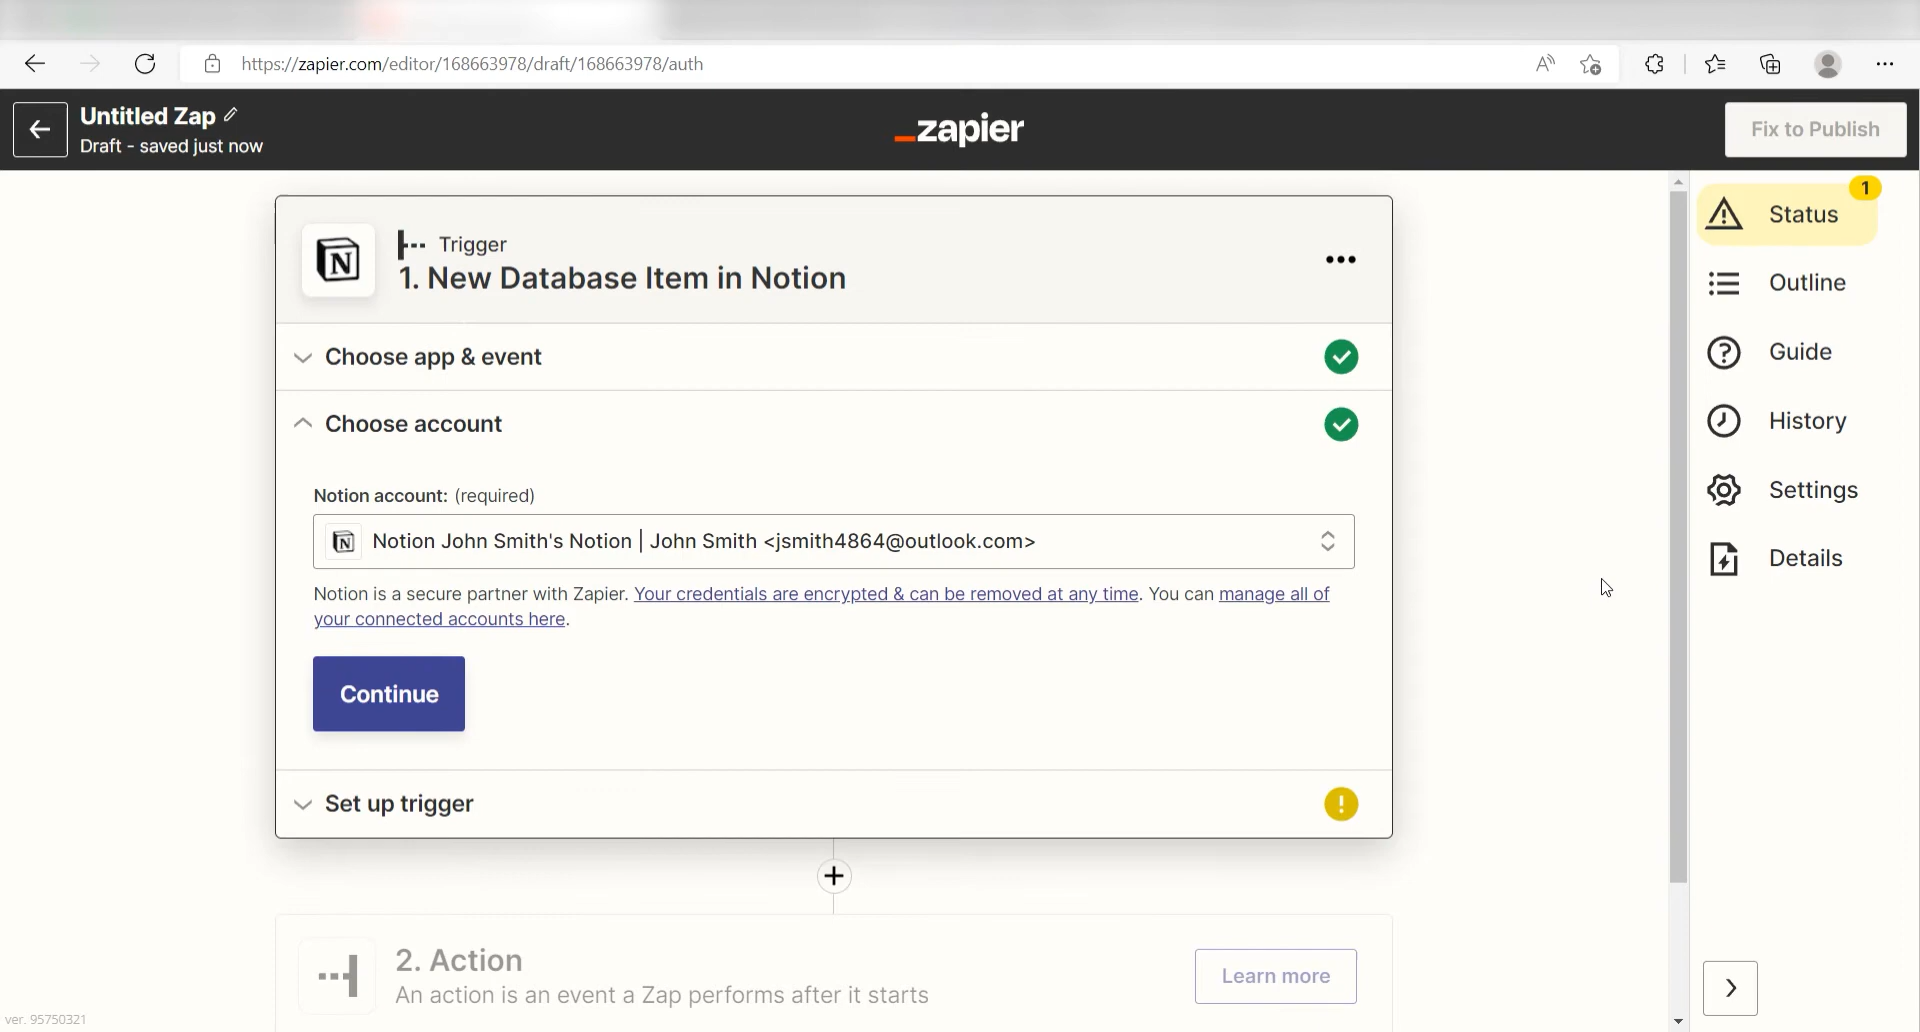 https://zapier.com/editor/168663978/draft/168663978/auth
Untitled Zap
Draft - saved just now
_zapier
Fix to Publish
Trigger
1. New Database Item in Notion
Choose app & event
Choose account
Notion account: (required)
Notion John Smith's Notion | John Smith <jsmith4864@outlook.com>
Notion is a secure partner with Zapier. Your credentials are encrypted & can be removed at any time. You can manage all of
your connected accounts here.
Continue
Set up trigger
2. Action
An action is an event a Zap performs after it starts
Learn more
1
Status
Outline
Guide
History
Settings
Details
ver. 95750321